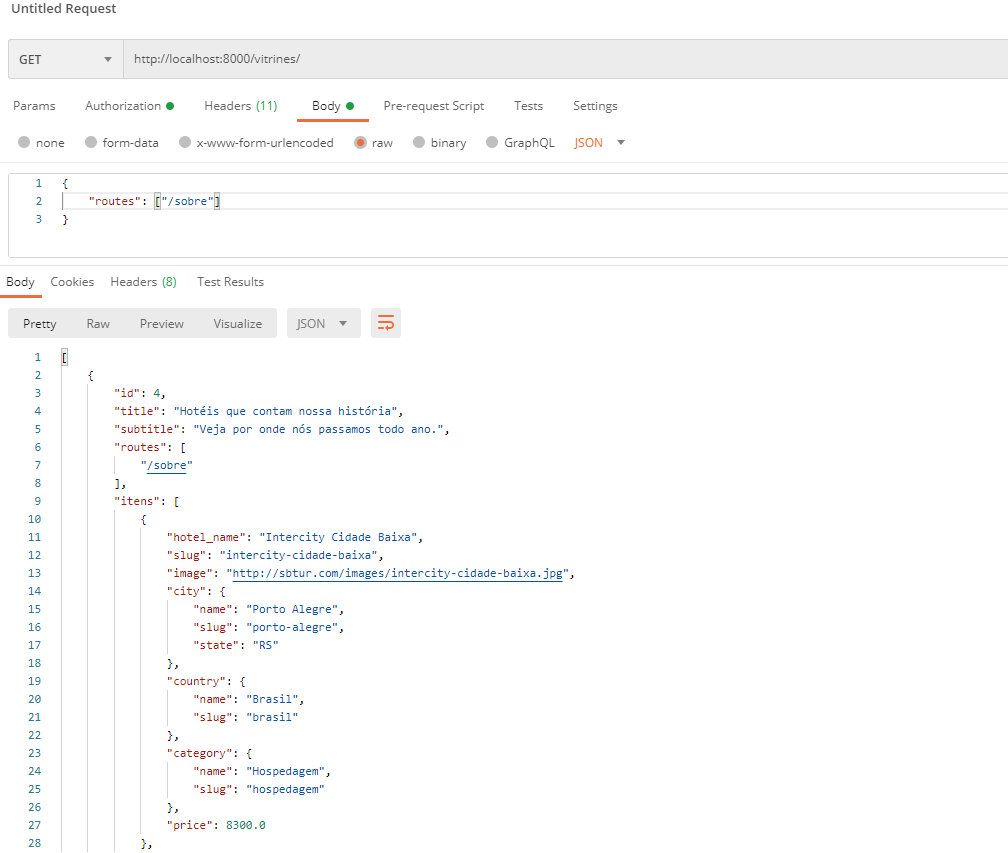 Untitled Request
GET http://localhost:8000/vitrines/
Params Authorization Headers (11) Body Pre-request Script Tests Settings
none form-data x-www-form-urlencoded raw binary GraphQL JSON
1 {
2 "routes": ["/sobre"]
3 }
Body Cookies Headers (8) Test Results
Pretty Raw Preview Visualize JSON
1 [
2 {
3 "id": 4,
4 "title": "Hotéis que contam nossa história",
5 "subtitle": "Veja por onde nós passamos todo ano.",
6 "routes": [
7 "/sobre"
8 ],
9 "itens": [
10 {
11 "hotel_name": "Intercity Cidade Baixa",
12 "slug": "intercity-cidade-baixa",
13 "image": "http://sbtur.com/images/intercity-cidade-baixa.jpg",
14 "city": {
15 "name": "Porto Alegre",
16 "slug": "porto-alegre",
17 "state": "RS"
18 },
19 "country": {
20 "name": "Brasil",
21 "slug": "brasil"
22 },
23 "category": {
24 "name": "Hospedagem",
25 "slug": "hospedagem"
26 },
27 "price": 8300.0
28 },